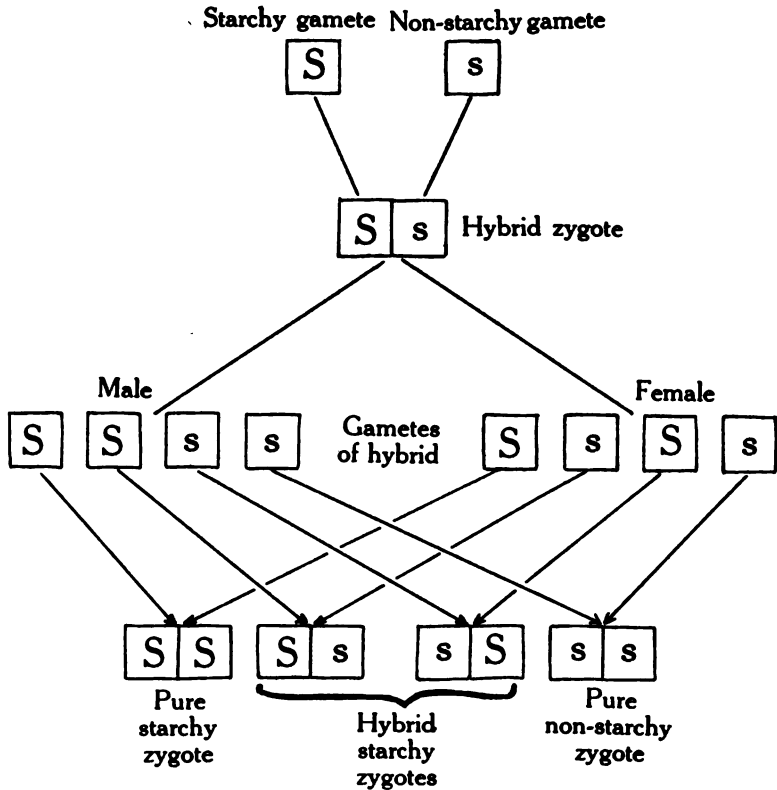 Starchy gamete Non-starchy gamete
S s
S s Hybrid zygote
Male Female
S S s s Gametes of hybrid S s S s
S S S s s S s s
Pure starchy zygote
Hybrid starchy zygotes
Pure non-starchy zygote